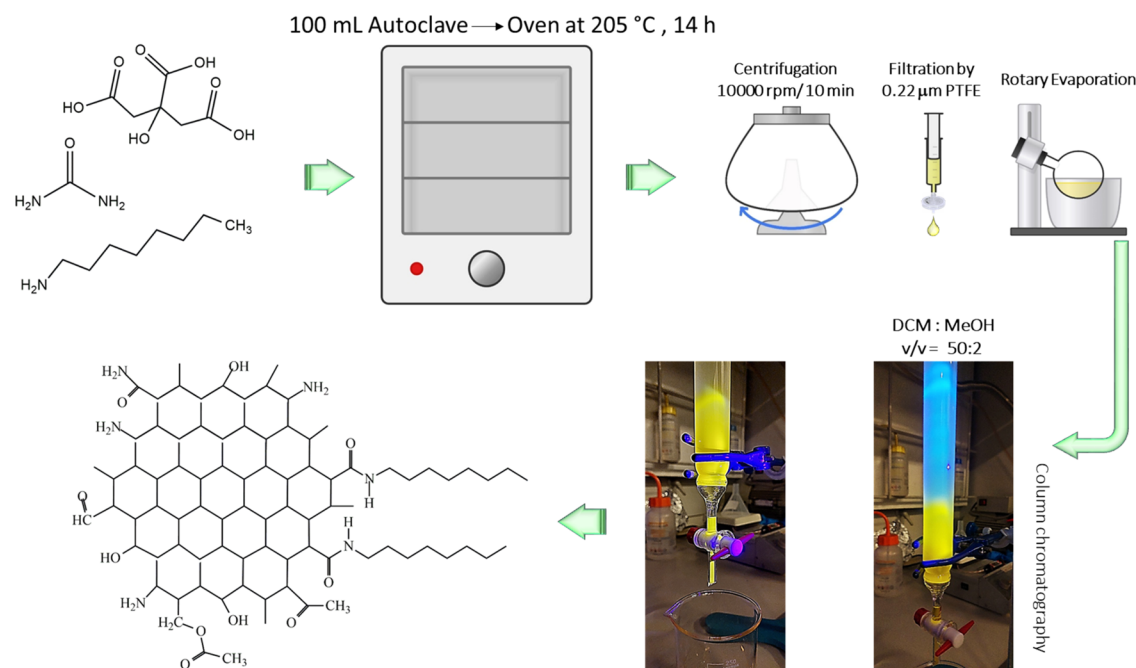 100 mL Autoclave → Oven at 205 °C , 14 h
Centrifugation
10000 rpm/ 10 min
Filtration by
0.22 μm PTFE
Rotary Evaporation
O
OH
O
O
HO
HO
O
OH
O
H₂N
NH₂
CH₃
H₂N
DCM : MeOH
v/v = 50:2
Column chromatography
H₂N
O
OH
NH₂
H₂N
O
N
H
O
HC
H
N
HO
O
H₂N
OH
O
CH₃
H₂C
O
O
CH₃